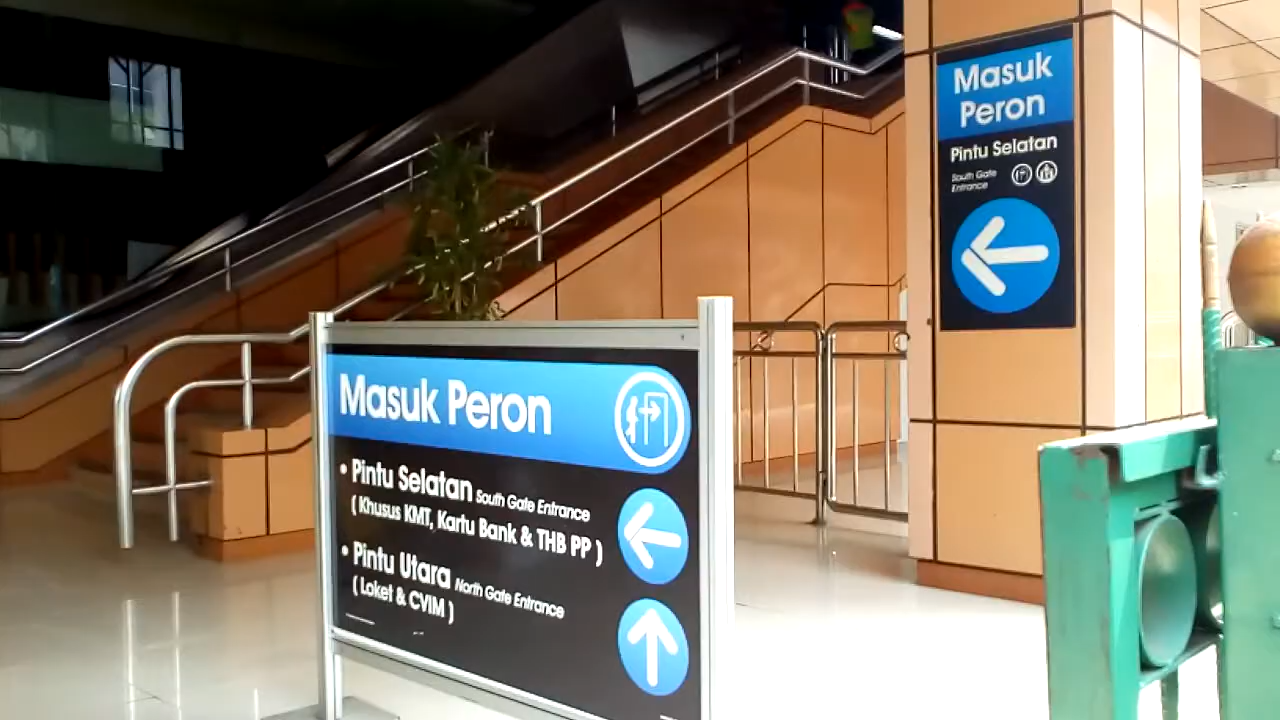 Masuk
Peron
Pintu Selatan
South Gate
Entrance
Masuk Peron
• Pintu Selatan South Gate Entrance
( Khusus KMT, Kartu Bank & THB PP )
• Pintu Utara North Gate Entrance
( Loket & CVIM )